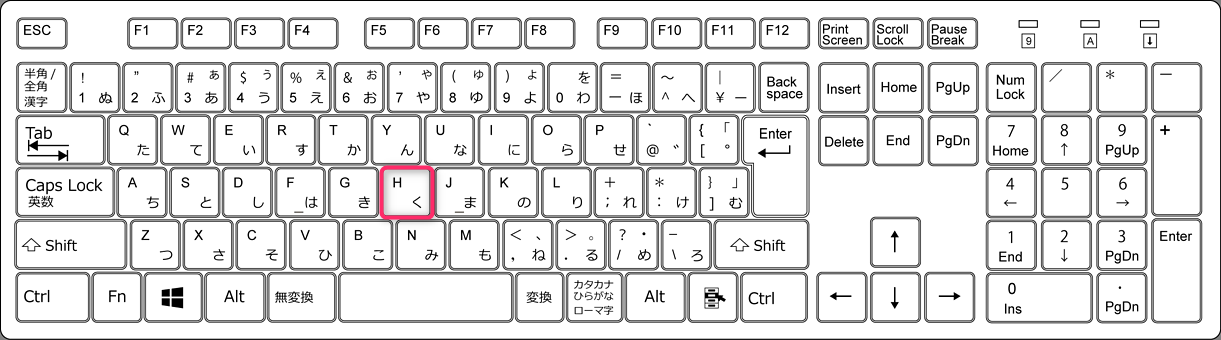 ESC F1 F2 F3 F4 F5 F6 F7 F8 F9 F10 F11 F12 Print Screen Scroll Lock Pause Break 9 A ⬇
半角/全角 漢字 ! 1 ぬ " 2 ふ # ぁ 3 あ $ ぅ 4 う % ぇ 5 え & ぉ 6 お ' ゃ 7 や ( ゅ 8 ゆ ) ょ 9 よ を 0 わ = ー ほ ～ ^ へ | ¥ ー Back space Insert Home PgUp Num Lock ／ ＊ ー
Tab Q た W て E い R す T か Y ん U な I に O ら P せ ` @ ゛ { 「 [ ° Enter Delete End PgDn 7 Home 8 ↑ 9 PgUp +
Caps Lock 英数 A ち S と D し F _は G き H く J _ま K の L り + ; れ * : け } 」 ] む 4 ← 5 6 →
Shift Z つ X さ C そ V ひ B こ N み M も < 、 , ね > 。 . る ? ・ / め _ \ ろ Shift ↑ 1 End 2 ↓ 3 PgDn Enter
Ctrl Fn Alt 無変換 変換 カタカナ ひらがな ローマ字 Alt Ctrl ← ↓ → 0 Ins . PgDn